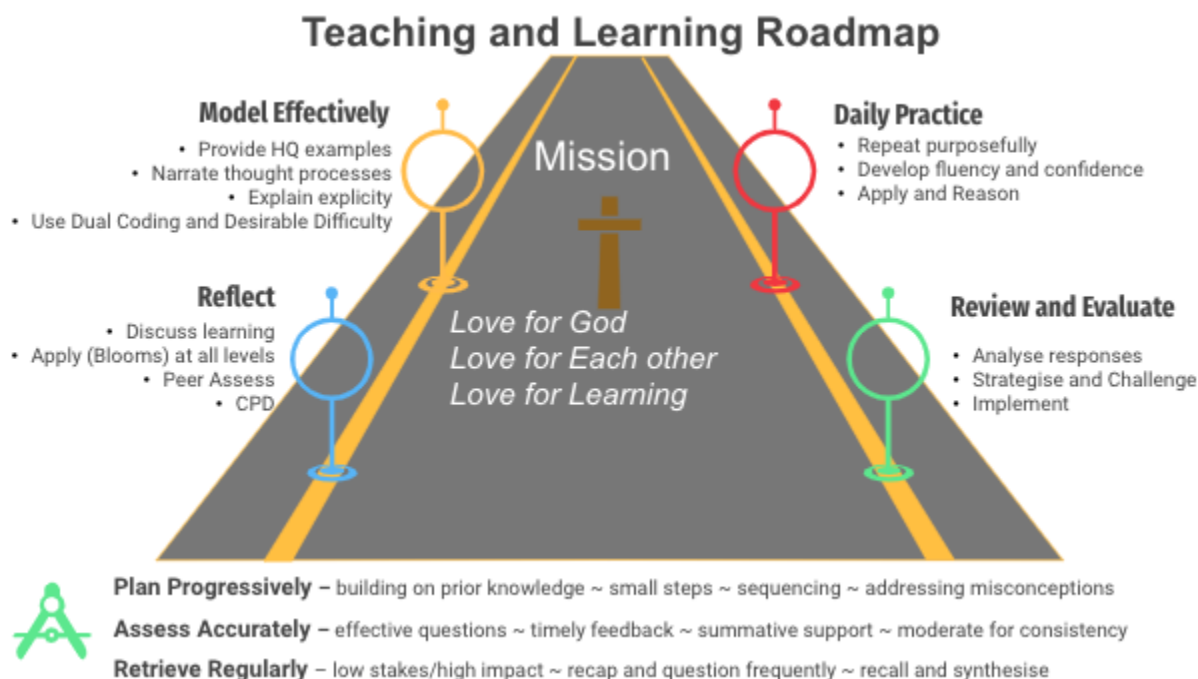 Teaching and Learning Roadmap
Model Effectively
• Provide HQ examples
• Narrate thought processes
• Explain explicity
• Use Dual Coding and Desirable Difficulty
Reflect
• Discuss learning
• Apply (Blooms) at all levels
• Peer Assess
• CPD
Mission
Love for God
Love for Each other
Love for Learning
Daily Practice
• Repeat purposefully
• Develop fluency and confidence
• Apply and Reason
Review and Evaluate
• Analyse responses
• Strategise and Challenge
• Implement
Plan Progressively – building on prior knowledge ~ small steps ~ sequencing ~ addressing misconceptions
Assess Accurately – effective questions ~ timely feedback ~ summative support ~ moderate for consistency
Retrieve Regularly – low stakes/high impact ~ recap and question frequently ~ recall and synthesise